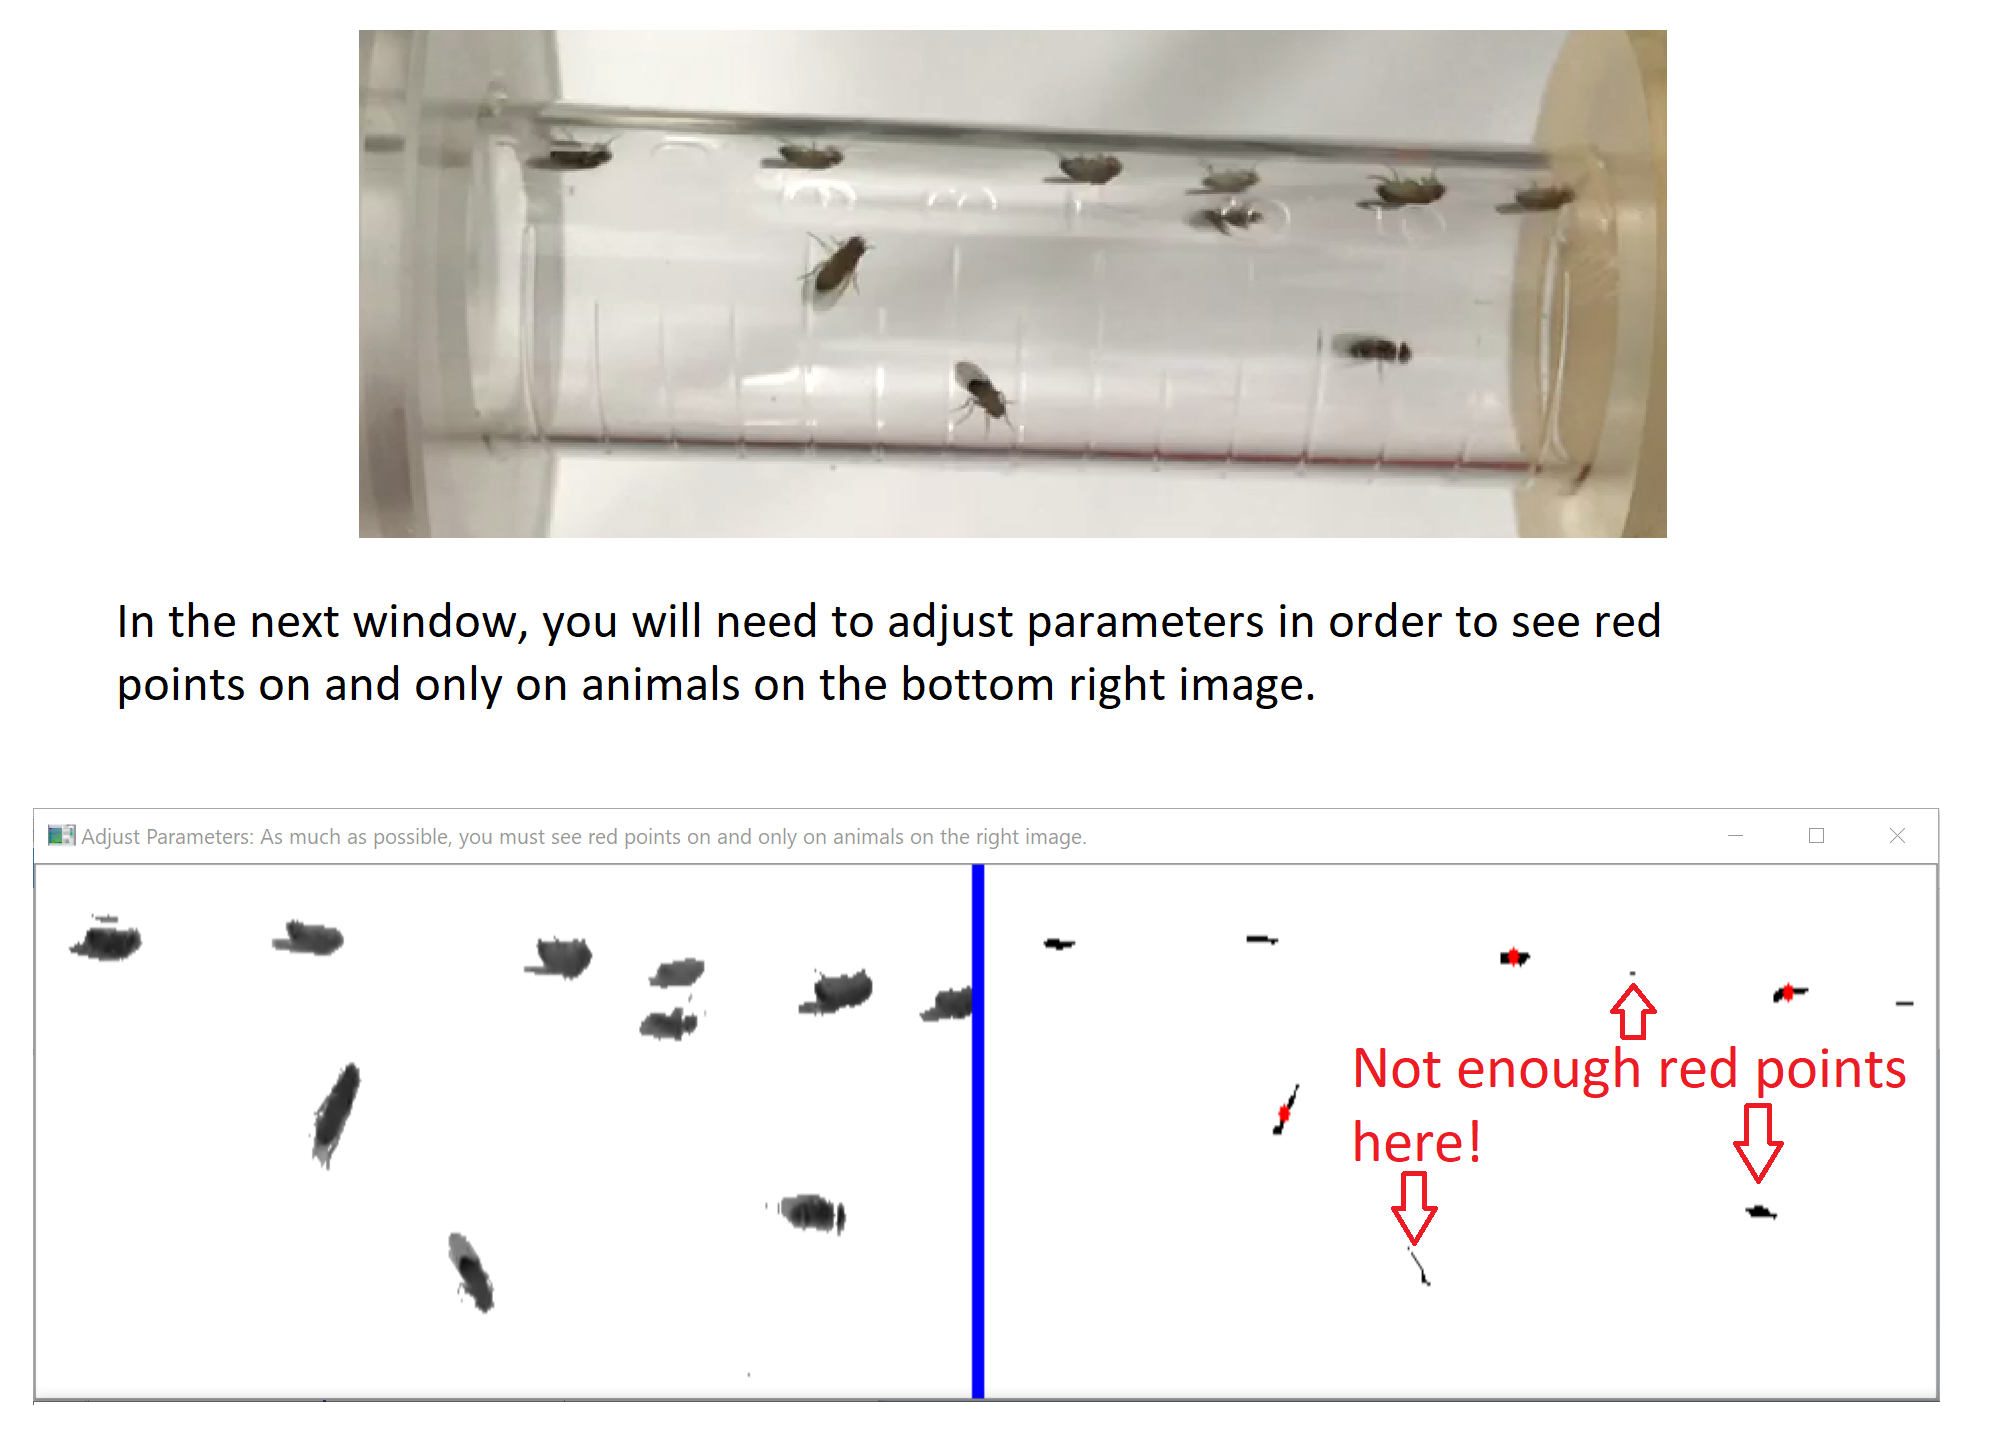 In the next window, you will need to adjust parameters in order to see red
points on and only on animals on the bottom right image.
Adjust Parameters: As much as possible, you must see red points on and only on animals on the right image.
Not enough red points
here!